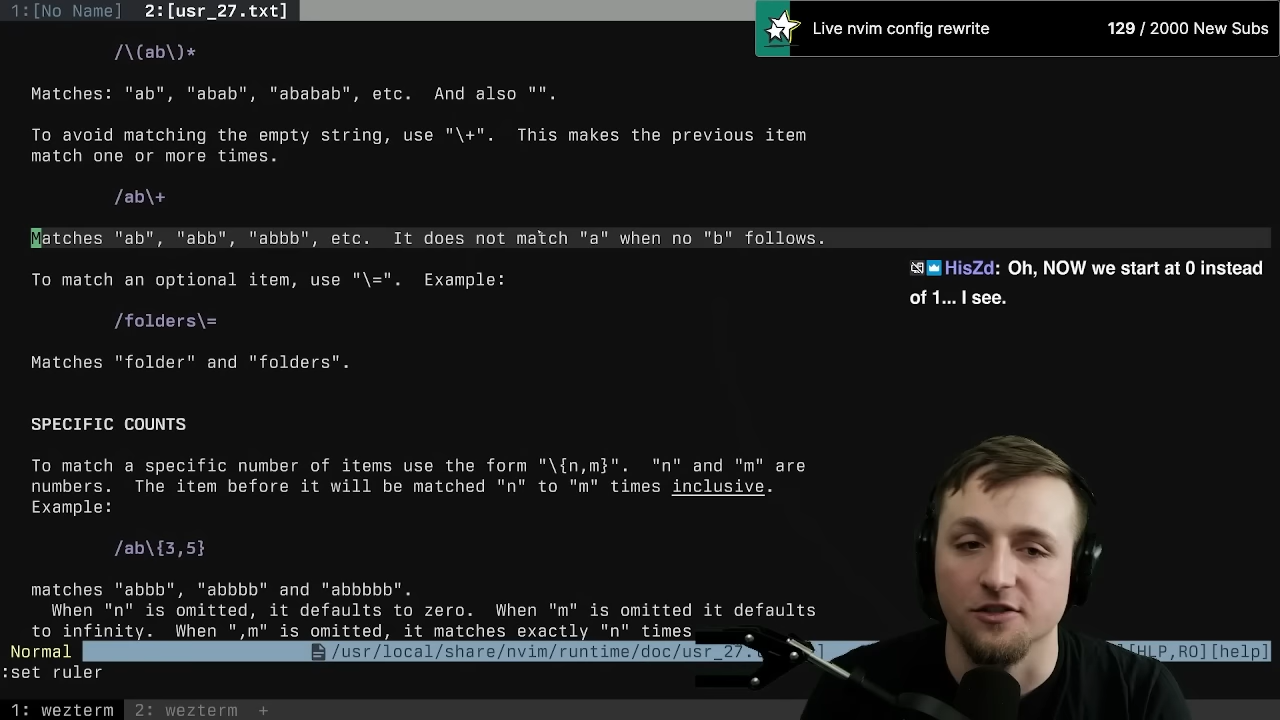 1:[No Name]  2:[usr_27.txt]
Live nvim config rewrite  129 / 2000 New Subs
/\(ab\)*
Matches: "ab", "abab", "ababab", etc.  And also "".
To avoid matching the empty string, use "\+".  This makes the previous item
match one or more times.
/ab\+
Matches "ab", "abb", "abbb", etc.  It does not match "a" when no "b" follows.
HisZd: Oh, NOW we start at 0 instead
of 1... I see.
To match an optional item, use "\=".  Example:
/folders\=
Matches "folder" and "folders".
SPECIFIC COUNTS
To match a specific number of items use the form "\{n,m}".  "n" and "m" are
numbers.  The item before it will be matched "n" to "m" times inclusive.
Example:
/ab\{3,5}
matches "abbb", "abbbb" and "abbbbb".
When "n" is omitted, it defaults to zero.  When "m" is omitted it defaults
to infinity.  When ",m" is omitted, it matches exactly "n" times
Normal  /usr/local/share/nvim/runtime/doc/usr_27. [HLP,RO][help]
:set ruler
1: wezterm  2: wezterm  +